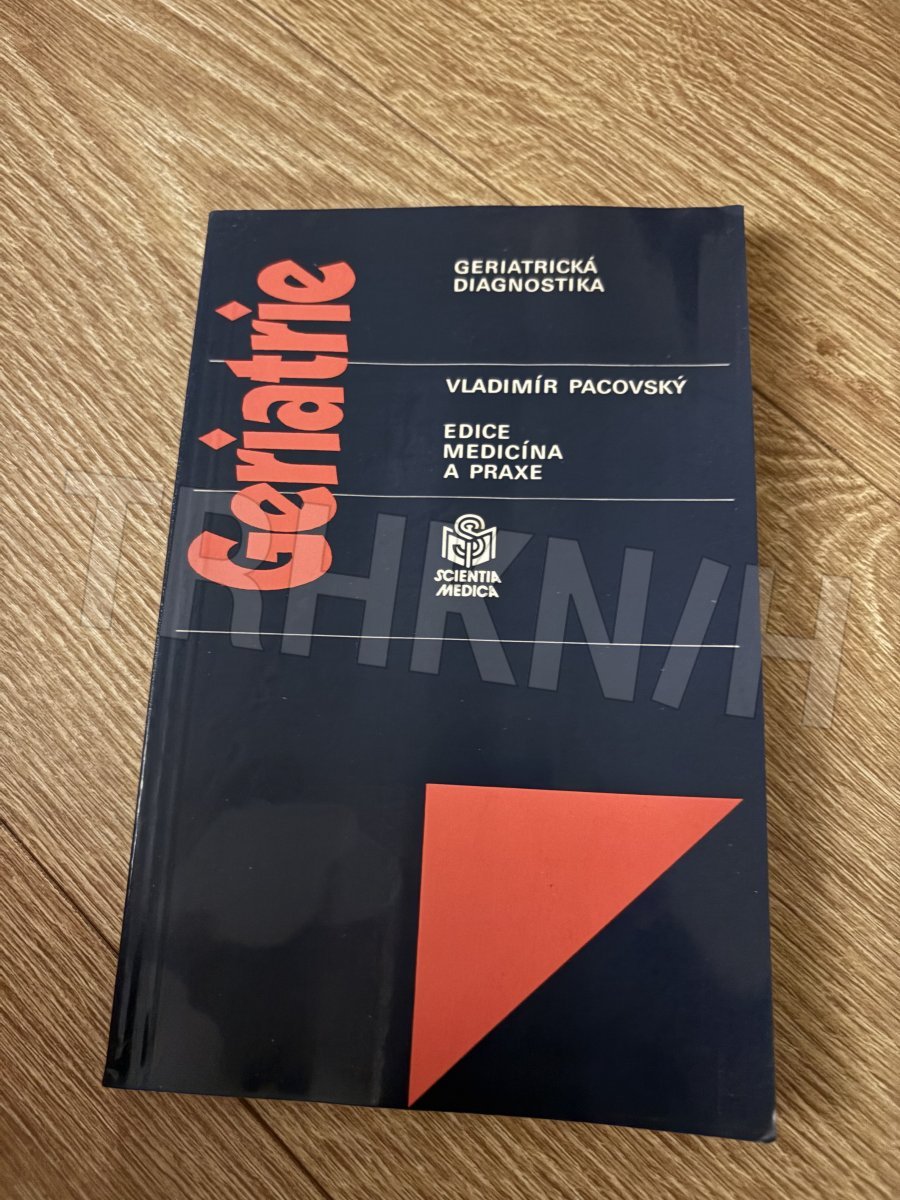 Geriatrie
GERIATRICKÁ
DIAGNOSTIKA
VLADIMÍR PACOVSKÝ
EDICE
MEDICÍNA
A PRAXE
SCIENTIA
MEDICA
TRHKNIH